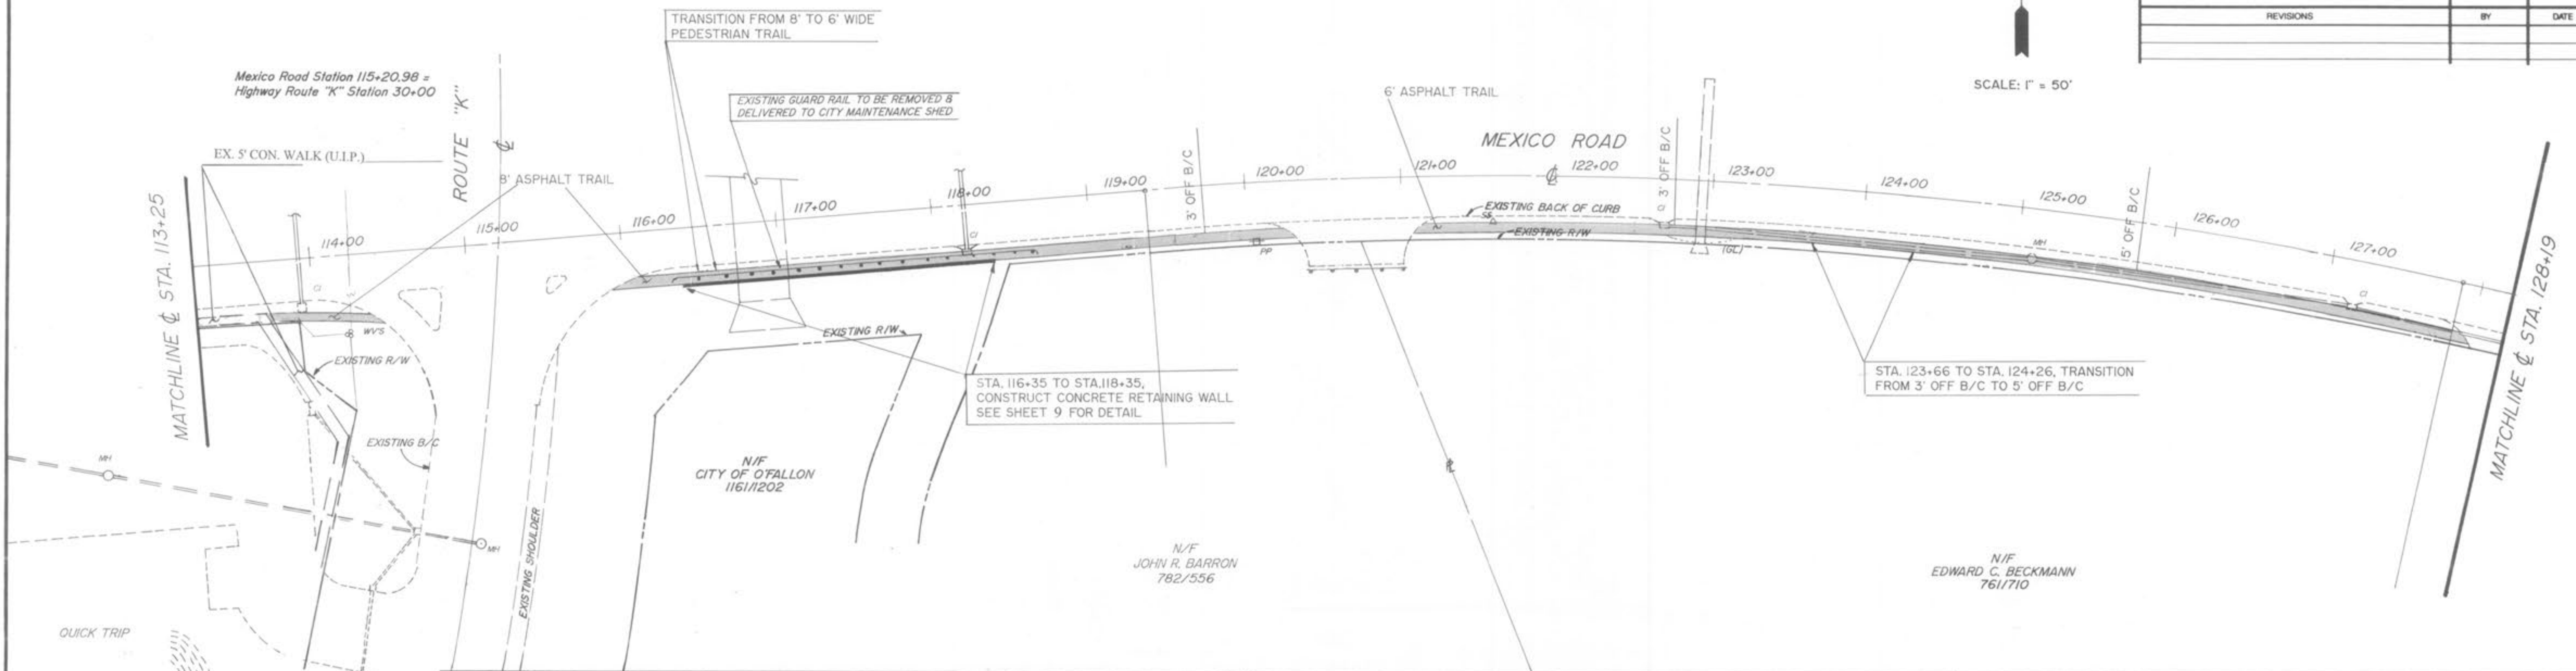 REVISIONS
BY
DATE
SCALE: 1" = 50'
TRANSITION FROM 8' TO 6' WIDE
PEDESTRIAN TRAIL
Mexico Road Station 115+20.98 =
Highway Route "K" Station 30+00
ROUTE "K"
℄
EXISTING GUARD RAIL TO BE REMOVED &
DELIVERED TO CITY MAINTENANCE SHED
EX. 5' CON. WALK (U.I.P.)
8' ASPHALT TRAIL
6' ASPHALT TRAIL
MEXICO ROAD
℄
MATCHLINE ℄ STA. 113+25
114+00
115+00
116+00
117+00
118+00
119+00
120+00
121+00
122+00
123+00
124+00
125+00
126+00
127+00
3' OFF B/C
3' OFF B/C
5' OFF B/C
CI
CI
CI
CI
EXISTING BACK OF CURB
SS
EXISTING R/W
PP
(GC)
MH
WV'S
EXISTING R/W
EXISTING R/W
EXISTING B/C
MH
MH
EXISTING SHOULDER
STA. 116+35 TO STA. 118+35,
CONSTRUCT CONCRETE RETAINING WALL
SEE SHEET 9 FOR DETAIL
STA. 123+66 TO STA. 124+26, TRANSITION
FROM 3' OFF B/C TO 5' OFF B/C
MATCHLINE ℄ STA. 128+19
N/F
CITY OF O'FALLON
1161/1202
N/F
JOHN R. BARRON
782/556
N/F
EDWARD C. BECKMANN
761/710
QUICK TRIP